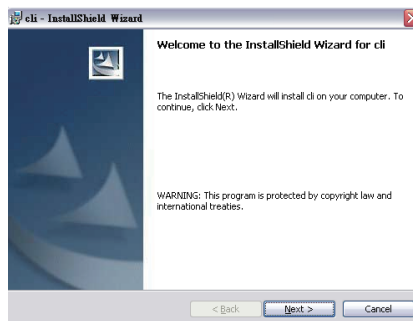 cli - InstallShield Wizard
Welcome to the InstallShield Wizard for cli
The InstallShield(R) Wizard will install cli on your computer. To
continue, click Next.
WARNING: This program is protected by copyright law and
international treaties.
< Back
Next >
Cancel